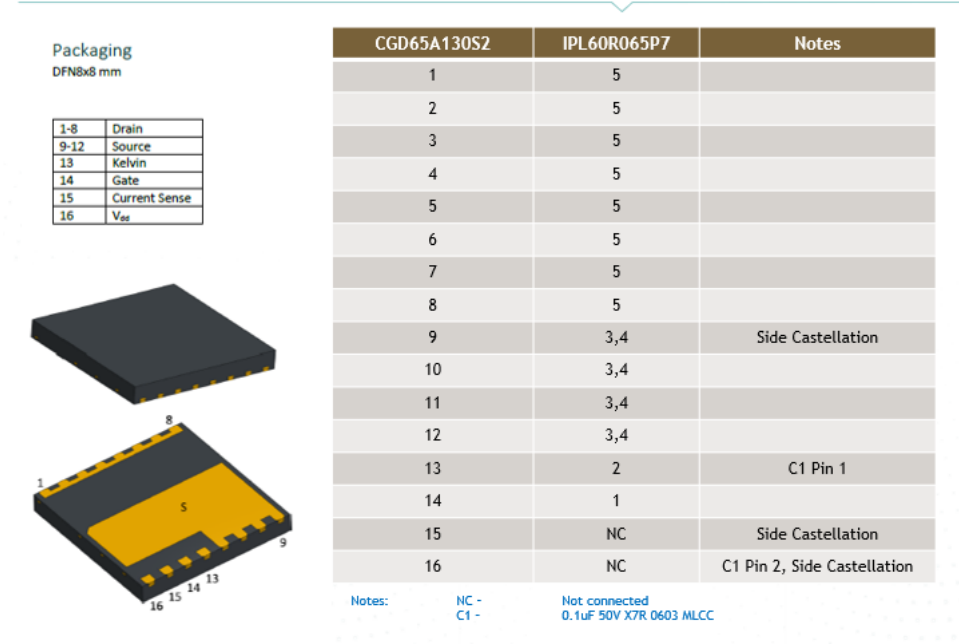 Packaging
DFN8x8 mm
1-8 Drain
9-12 Source
13 Kelvin
14 Gate
15 Current Sense
16 V
CGD65A130S2 IPL60R065P7 Notes
1 5
2 5
3 5
4 5
5 5
6 5
7 5
8 5
9 3,4 Side Castellation
10 3,4
11 3,4
12 3,4
13 2 C1 Pin 1
14 1
15 NC Side Castellation
16 NC C1 Pin 2, Side Castellation
8
1
S
9
13
14
15
16
Notes: NC - Not connected
C1 - 0.1uF 50V X7R 0603 MLCC